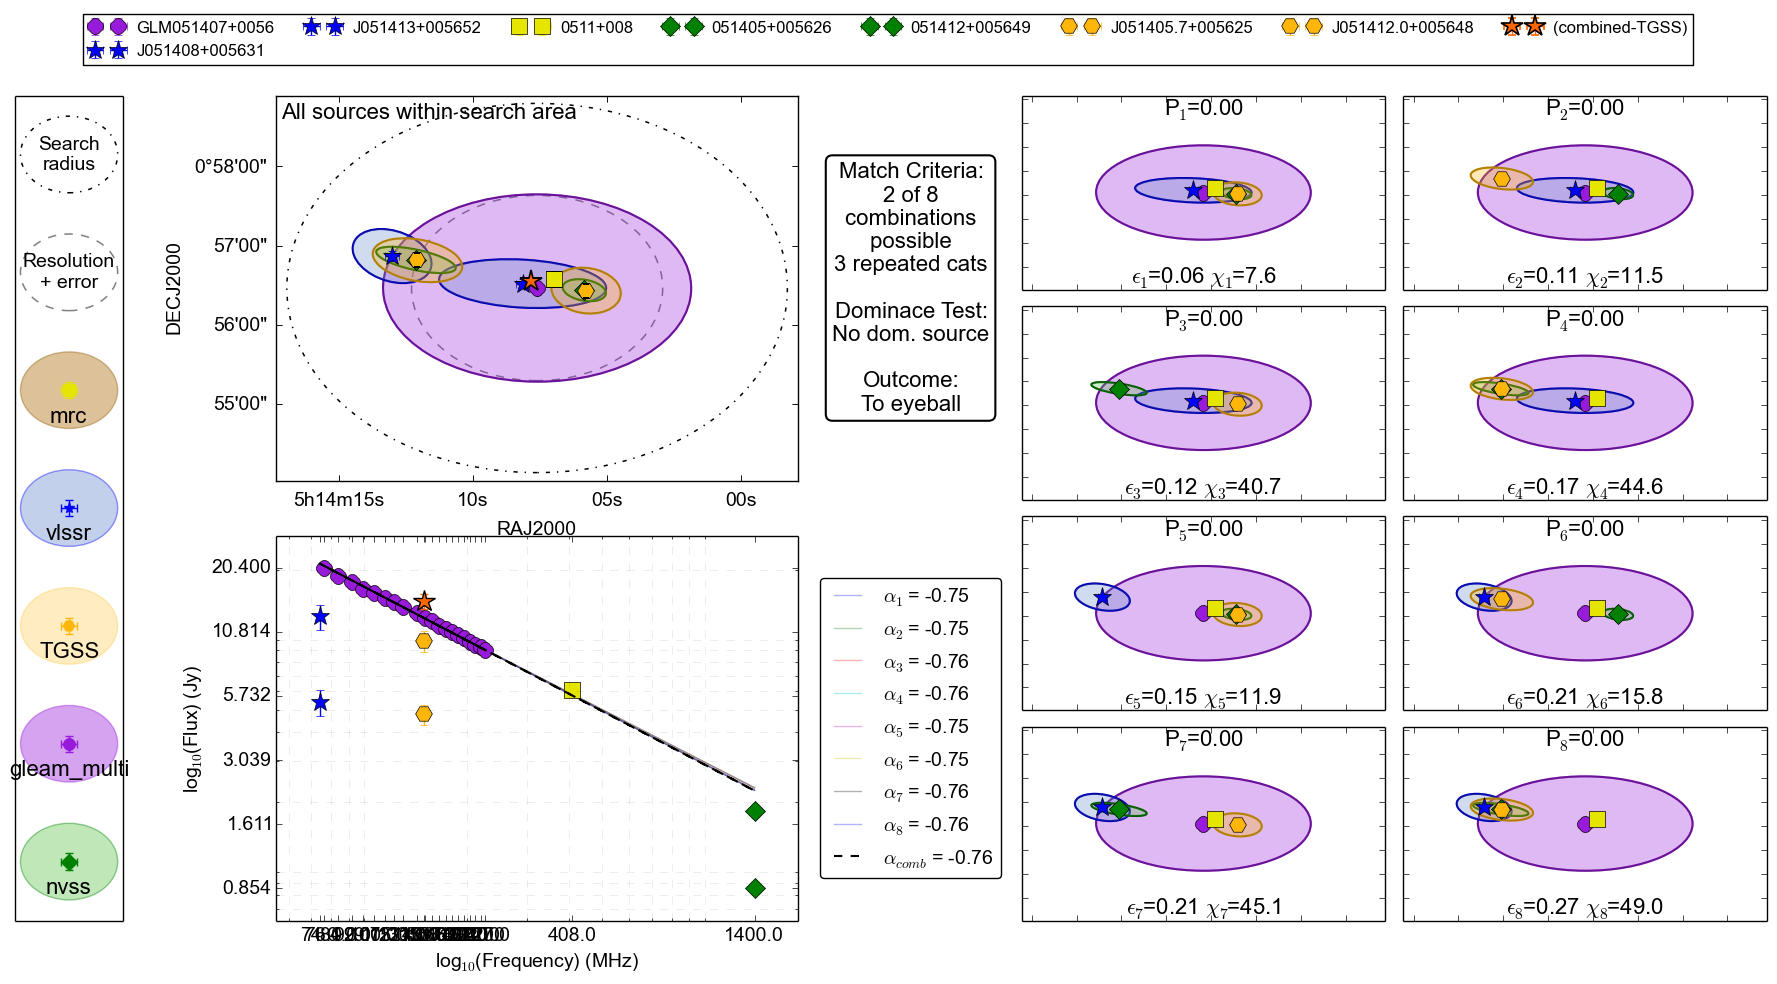 GLM051407+0056
J051413+005652
0511+008
051405+005626
051412+005649
J051405.7+005625
J051412.0+005648
(combined-TGSS)
J051408+005631
Search
radius
Resolution
+ error
mrc
vlssr
TGSS
gleam_multi
nvss
All sources within search area
DECJ2000
0°58'00"
0°57'00"
0°56'00"
0°55'00"
5h14m15s
10s
05s
00s
RAJ2000
Match Criteria:
2 of 8
combinations
possible
3 repeated cats
Dominace Test:
No dom. source
Outcome:
To eyeball
log₁₀(Flux) (Jy)
20.400
10.814
5.732
3.039
1.611
0.854
408.0
1400.0
log₁₀(Frequency) (MHz)
α₁ = -0.75
α₂ = -0.75
α₃ = -0.76
α₄ = -0.76
α₅ = -0.75
α₆ = -0.75
α₇ = -0.76
α₈ = -0.76
α_comb = -0.76
P₁=0.00
ϵ₁=0.06 χ₁=7.6
P₂=0.00
ϵ₂=0.11 χ₂=11.5
P₃=0.00
ϵ₃=0.12 χ₃=40.7
P₄=0.00
ϵ₄=0.17 χ₄=44.6
P₅=0.00
ϵ₅=0.15 χ₅=11.9
P₆=0.00
ϵ₆=0.21 χ₆=15.8
P₇=0.00
ϵ₇=0.21 χ₇=45.1
P₈=0.00
ϵ₈=0.27 χ₈=49.0